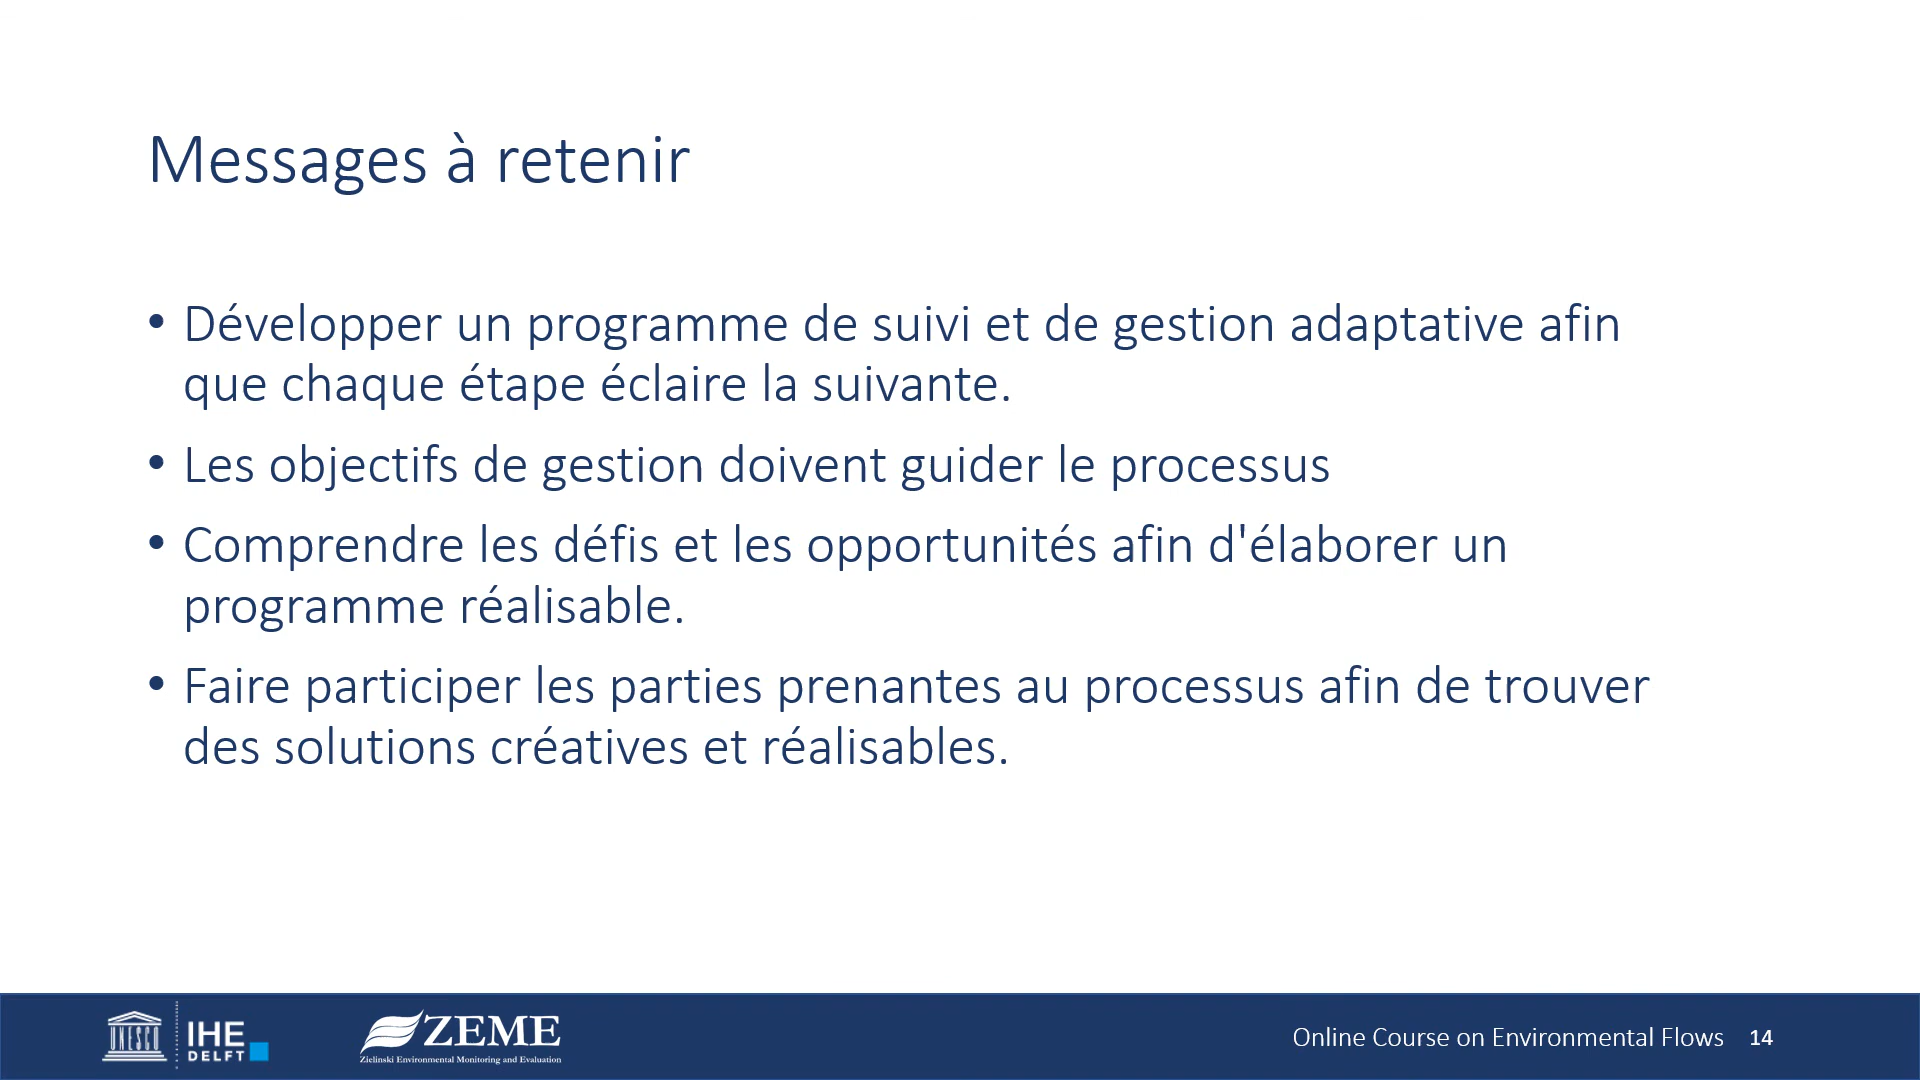 Messages à retenir
• Développer un programme de suivi et de gestion adaptative afin
que chaque étape éclaire la suivante.
• Les objectifs de gestion doivent guider le processus
• Comprendre les défis et les opportunités afin d'élaborer un
programme réalisable.
• Faire participer les parties prenantes au processus afin de trouver
des solutions créatives et réalisables.
UNESCO
IHE
DELFT
ZEME
Zielinski Environmental Monitoring and Evaluation
Online Course on Environmental Flows 14